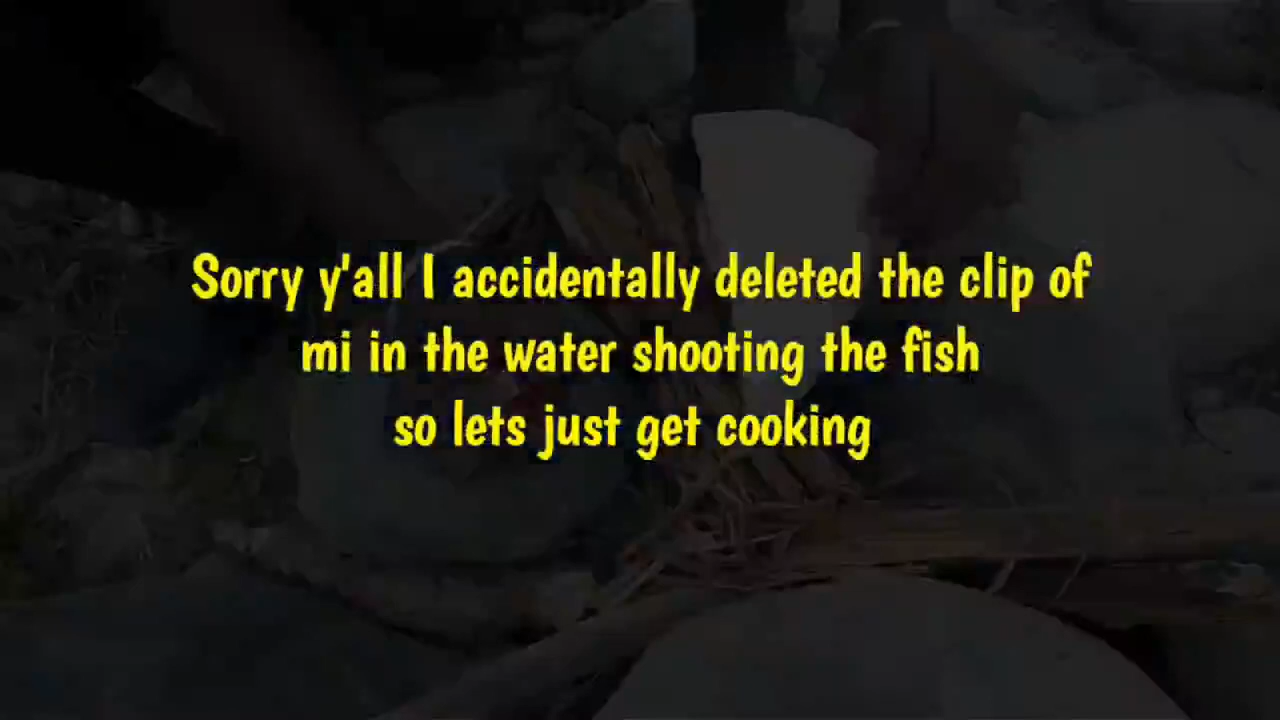 Sorry y'all I accidentally deleted the clip of
mi in the water shooting the fish
so lets just get cooking